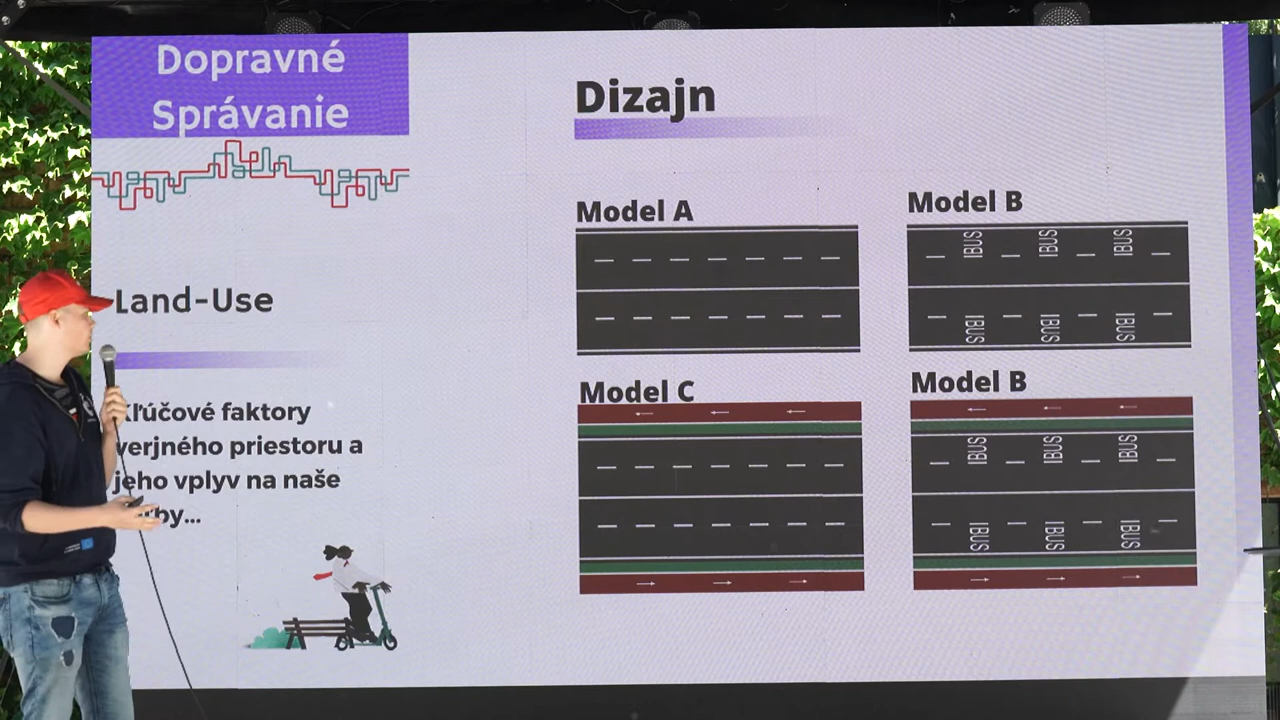 Dopravné
Správanie
Land-Use
Kľúčové faktory
verjného priestoru a
jeho vplyv na naše
Dizajn
Model A
Model B
BUS BUS BUS
BUS BUS BUS
Model C
Model B
BUS BUS BUS
BUS BUS BUS